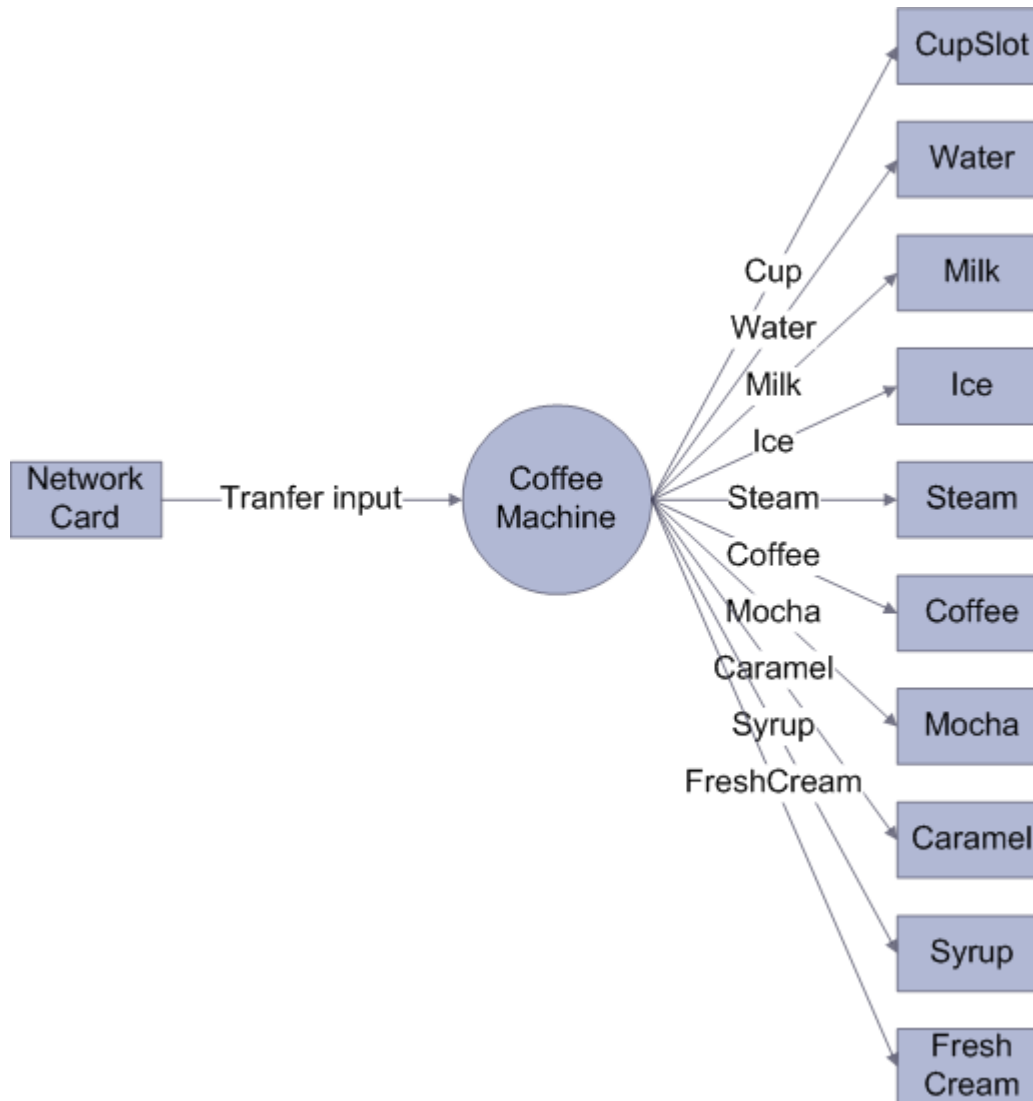 Network
Card
Tranfer input
Coffee
Machine
Cup
Water
Milk
Ice
Steam
Coffee
Mocha
Caramel
Syrup
FreshCream
CupSlot
Water
Milk
Ice
Steam
Coffee
Mocha
Caramel
Syrup
Fresh
Cream